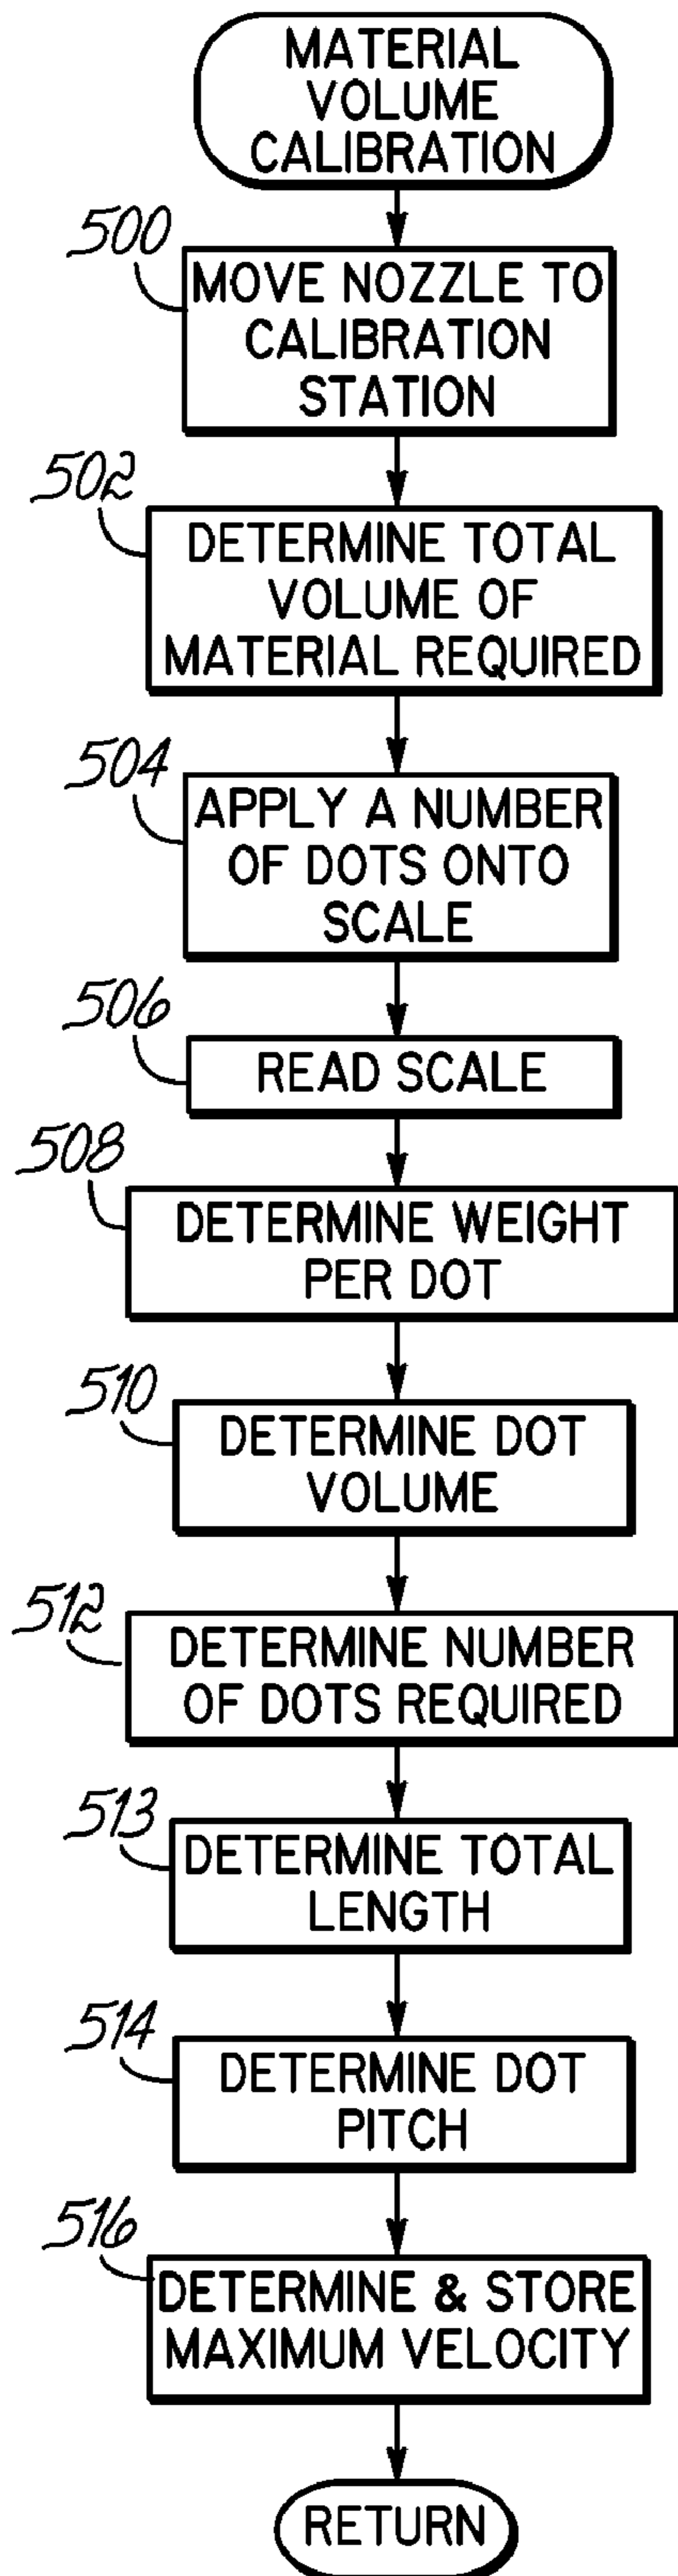 MATERIAL
VOLUME
CALIBRATION
500
MOVE NOZZLE TO
CALIBRATION
STATION
502
DETERMINE TOTAL
VOLUME OF
MATERIAL REQUIRED
504
APPLY A NUMBER
OF DOTS ONTO
SCALE
506
READ SCALE
508
DETERMINE WEIGHT
PER DOT
510
DETERMINE DOT
VOLUME
512
DETERMINE NUMBER
OF DOTS REQUIRED
513
DETERMINE TOTAL
LENGTH
514
DETERMINE DOT
PITCH
516
DETERMINE & STORE
MAXIMUM VELOCITY
RETURN